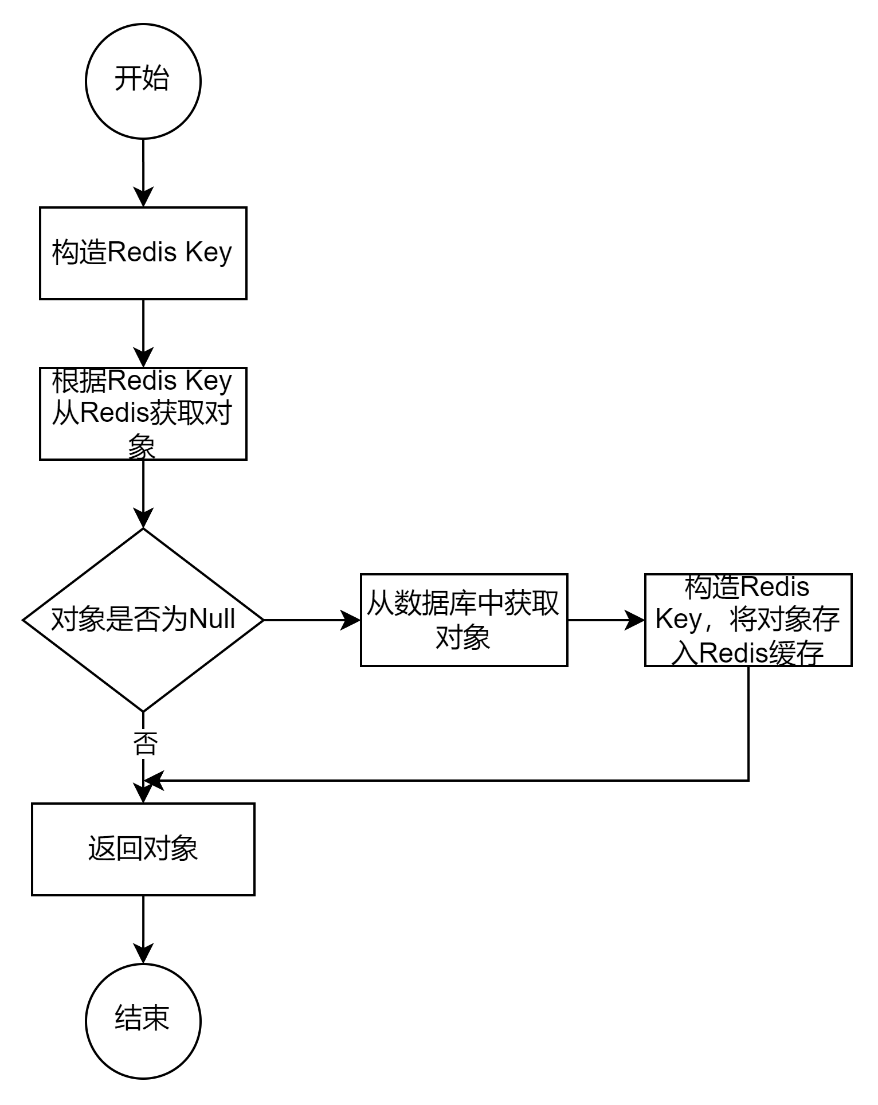 开始
构造Redis Key
根据Redis Key
从Redis获取对
象
对象是否为Null
从数据库中获取
对象
构造Redis
Key，将对象存
入Redis缓存
否
返回对象
结束